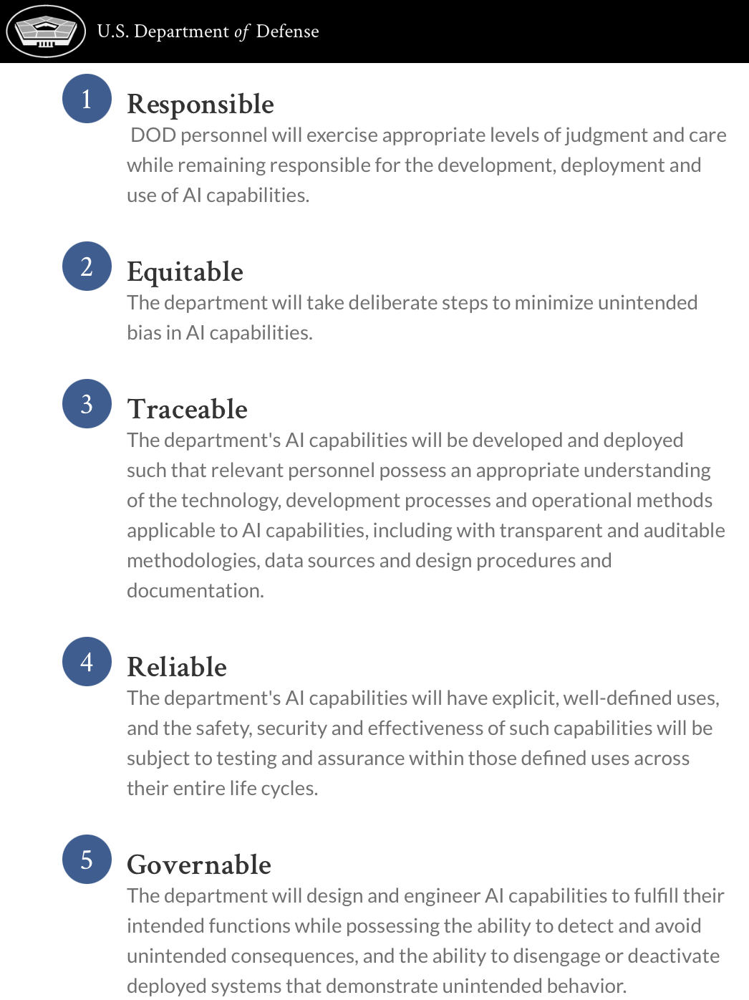 U.S. Department of Defense
1
Responsible
DOD personnel will exercise appropriate levels of judgment and care
while remaining responsible for the development, deployment and
use of AI capabilities.
2
Equitable
The department will take deliberate steps to minimize unintended
bias in AI capabilities.
3
Traceable
The department's AI capabilities will be developed and deployed
such that relevant personnel possess an appropriate understanding
of the technology, development processes and operational methods
applicable to AI capabilities, including with transparent and auditable
methodologies, data sources and design procedures and
documentation.
4
Reliable
The department's AI capabilities will have explicit, well-defined uses,
and the safety, security and effectiveness of such capabilities will be
subject to testing and assurance within those defined uses across
their entire life cycles.
5
Governable
The department will design and engineer AI capabilities to fulfill their
intended functions while possessing the ability to detect and avoid
unintended consequences, and the ability to disengage or deactivate
deployed systems that demonstrate unintended behavior.